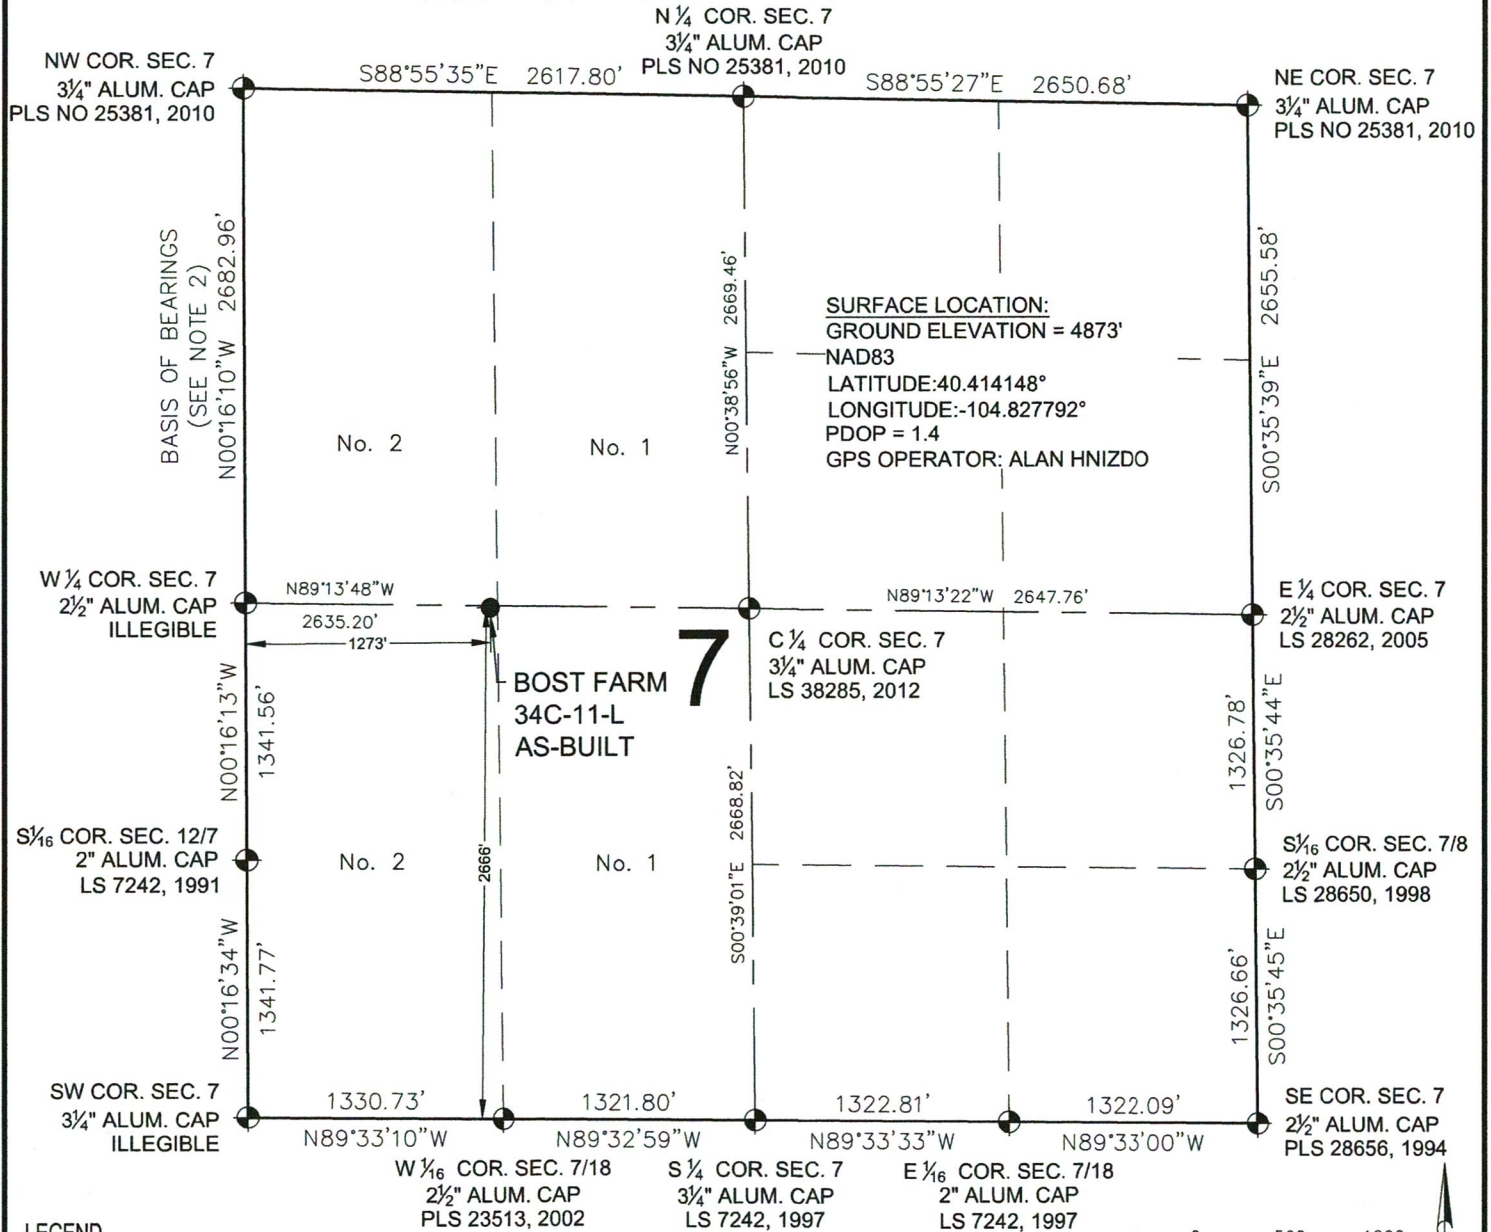 N 1/4 COR. SEC. 7
3 1/4" ALUM. CAP
PLS NO 25381, 2010
NW COR. SEC. 7
3 1/4" ALUM. CAP
PLS NO 25381, 2010
S88°55'35"E 2617.80'
S88°55'27"E 2650.68'
NE COR. SEC. 7
3 1/4" ALUM. CAP
PLS NO 25381, 2010
BASIS OF BEARINGS
(SEE NOTE 2)
N00°16'10"W 2682.96'
N00°38'56"W 2669.46'
S00°35'39"E 2655.58'
SURFACE LOCATION:
GROUND ELEVATION = 4873'
NAD83
LATITUDE:40.414148°
LONGITUDE:-104.827792°
PDOP = 1.4
GPS OPERATOR: ALAN HNIZDO
No. 2
No. 1
W 1/4 COR. SEC. 7
2 1/2" ALUM. CAP
ILLEGIBLE
N89°13'48"W
2635.20'
1273'
N89°13'22"W 2647.76'
E 1/4 COR. SEC. 7
2 1/2" ALUM. CAP
LS 28262, 2005
7
C 1/4 COR. SEC. 7
3 1/4" ALUM. CAP
LS 38285, 2012
BOST FARM
34C-11-L
AS-BUILT
N00°16'13"W
1341.56'
1326.78'
S00°35'44"E
S 1/16 COR. SEC. 12/7
2" ALUM. CAP
LS 7242, 1991
No. 2
2666'
No. 1
S00°39'01"E 2668.82'
S 1/16 COR. SEC. 7/8
2 1/2" ALUM. CAP
LS 28650, 1998
N00°16'34"W
1341.77'
1326.66'
S00°35'45"E
SW COR. SEC. 7
3 1/4" ALUM. CAP
ILLEGIBLE
1330.73'
N89°33'10"W
1321.80'
N89°32'59"W
1322.81'
N89°33'33"W
1322.09'
N89°33'00"W
SE COR. SEC. 7
2 1/2" ALUM. CAP
PLS 28656, 1994
W 1/16 COR. SEC. 7/18
2 1/2" ALUM. CAP
PLS 23513, 2002
S 1/4 COR. SEC. 7
3 1/4" ALUM. CAP
LS 7242, 1997
E 1/16 COR. SEC. 7/18
2" ALUM. CAP
LS 7242, 1997
LEGEND